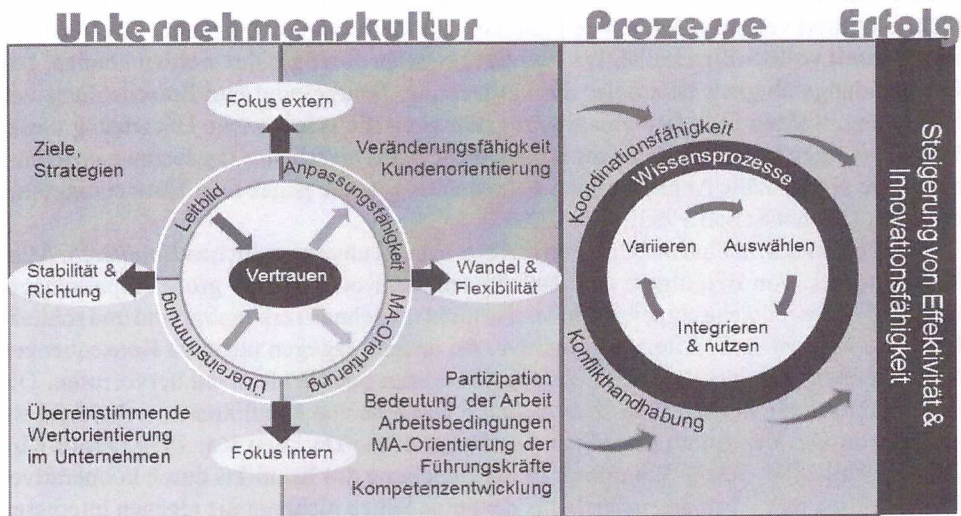 Unternehmenskultur
Prozesse
Erfolg
Fokus extern
Ziele,
Strategien
Veränderungsfähigkeit
Kundenorientierung
Leitbild
Anpassungsfähigkeit
Stabilität &
Richtung
Vertrauen
Wandel &
Flexibilität
Übereinstimmung
MA-Orientierung
Übereinstimmende
Wertorientierung
im Unternehmen
Fokus intern
Partizipation
Bedeutung der Arbeit
Arbeitsbedingungen
MA-Orientierung der
Führungskräfte
Kompetenzentwicklung
Koordinationsfähigkeit
Wissensprozesse
Variieren
Auswählen
Integrieren
& nutzen
Konflikthandhabung
Steigerung vom Effektivität &
Innovationsfähigkeit